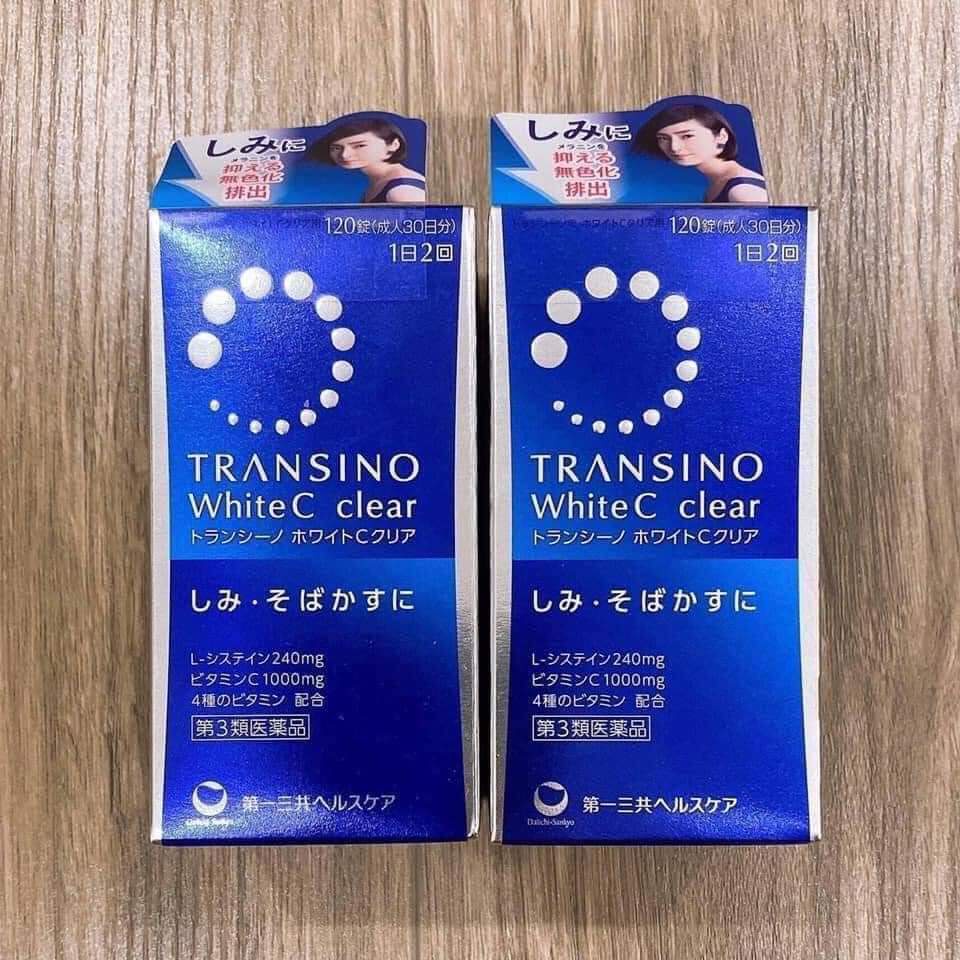 しみに
メラニンを
抑える
無色化
排出
120錠(成人30日分)
1日2回
TRANSINO
White C clear
トランシーノ ホワイトCクリア
しみ・そばかすに
L-システイン240mg
ビタミンC1000mg
4種のビタミン 配合
第3類医薬品
第一三共ヘルスケア
Daiichi-Sankyo
しみに
メラニンを
抑える
無色化
排出
120錠(成人30日分)
1日2回
TRANSINO
White C clear
トランシーノ ホワイトCクリア
しみ・そばかすに
L-システイン240mg
ビタミンC1000mg
4種のビタミン 配合
第3類医薬品
第一三共ヘルスケア
Daiichi-Sankyo